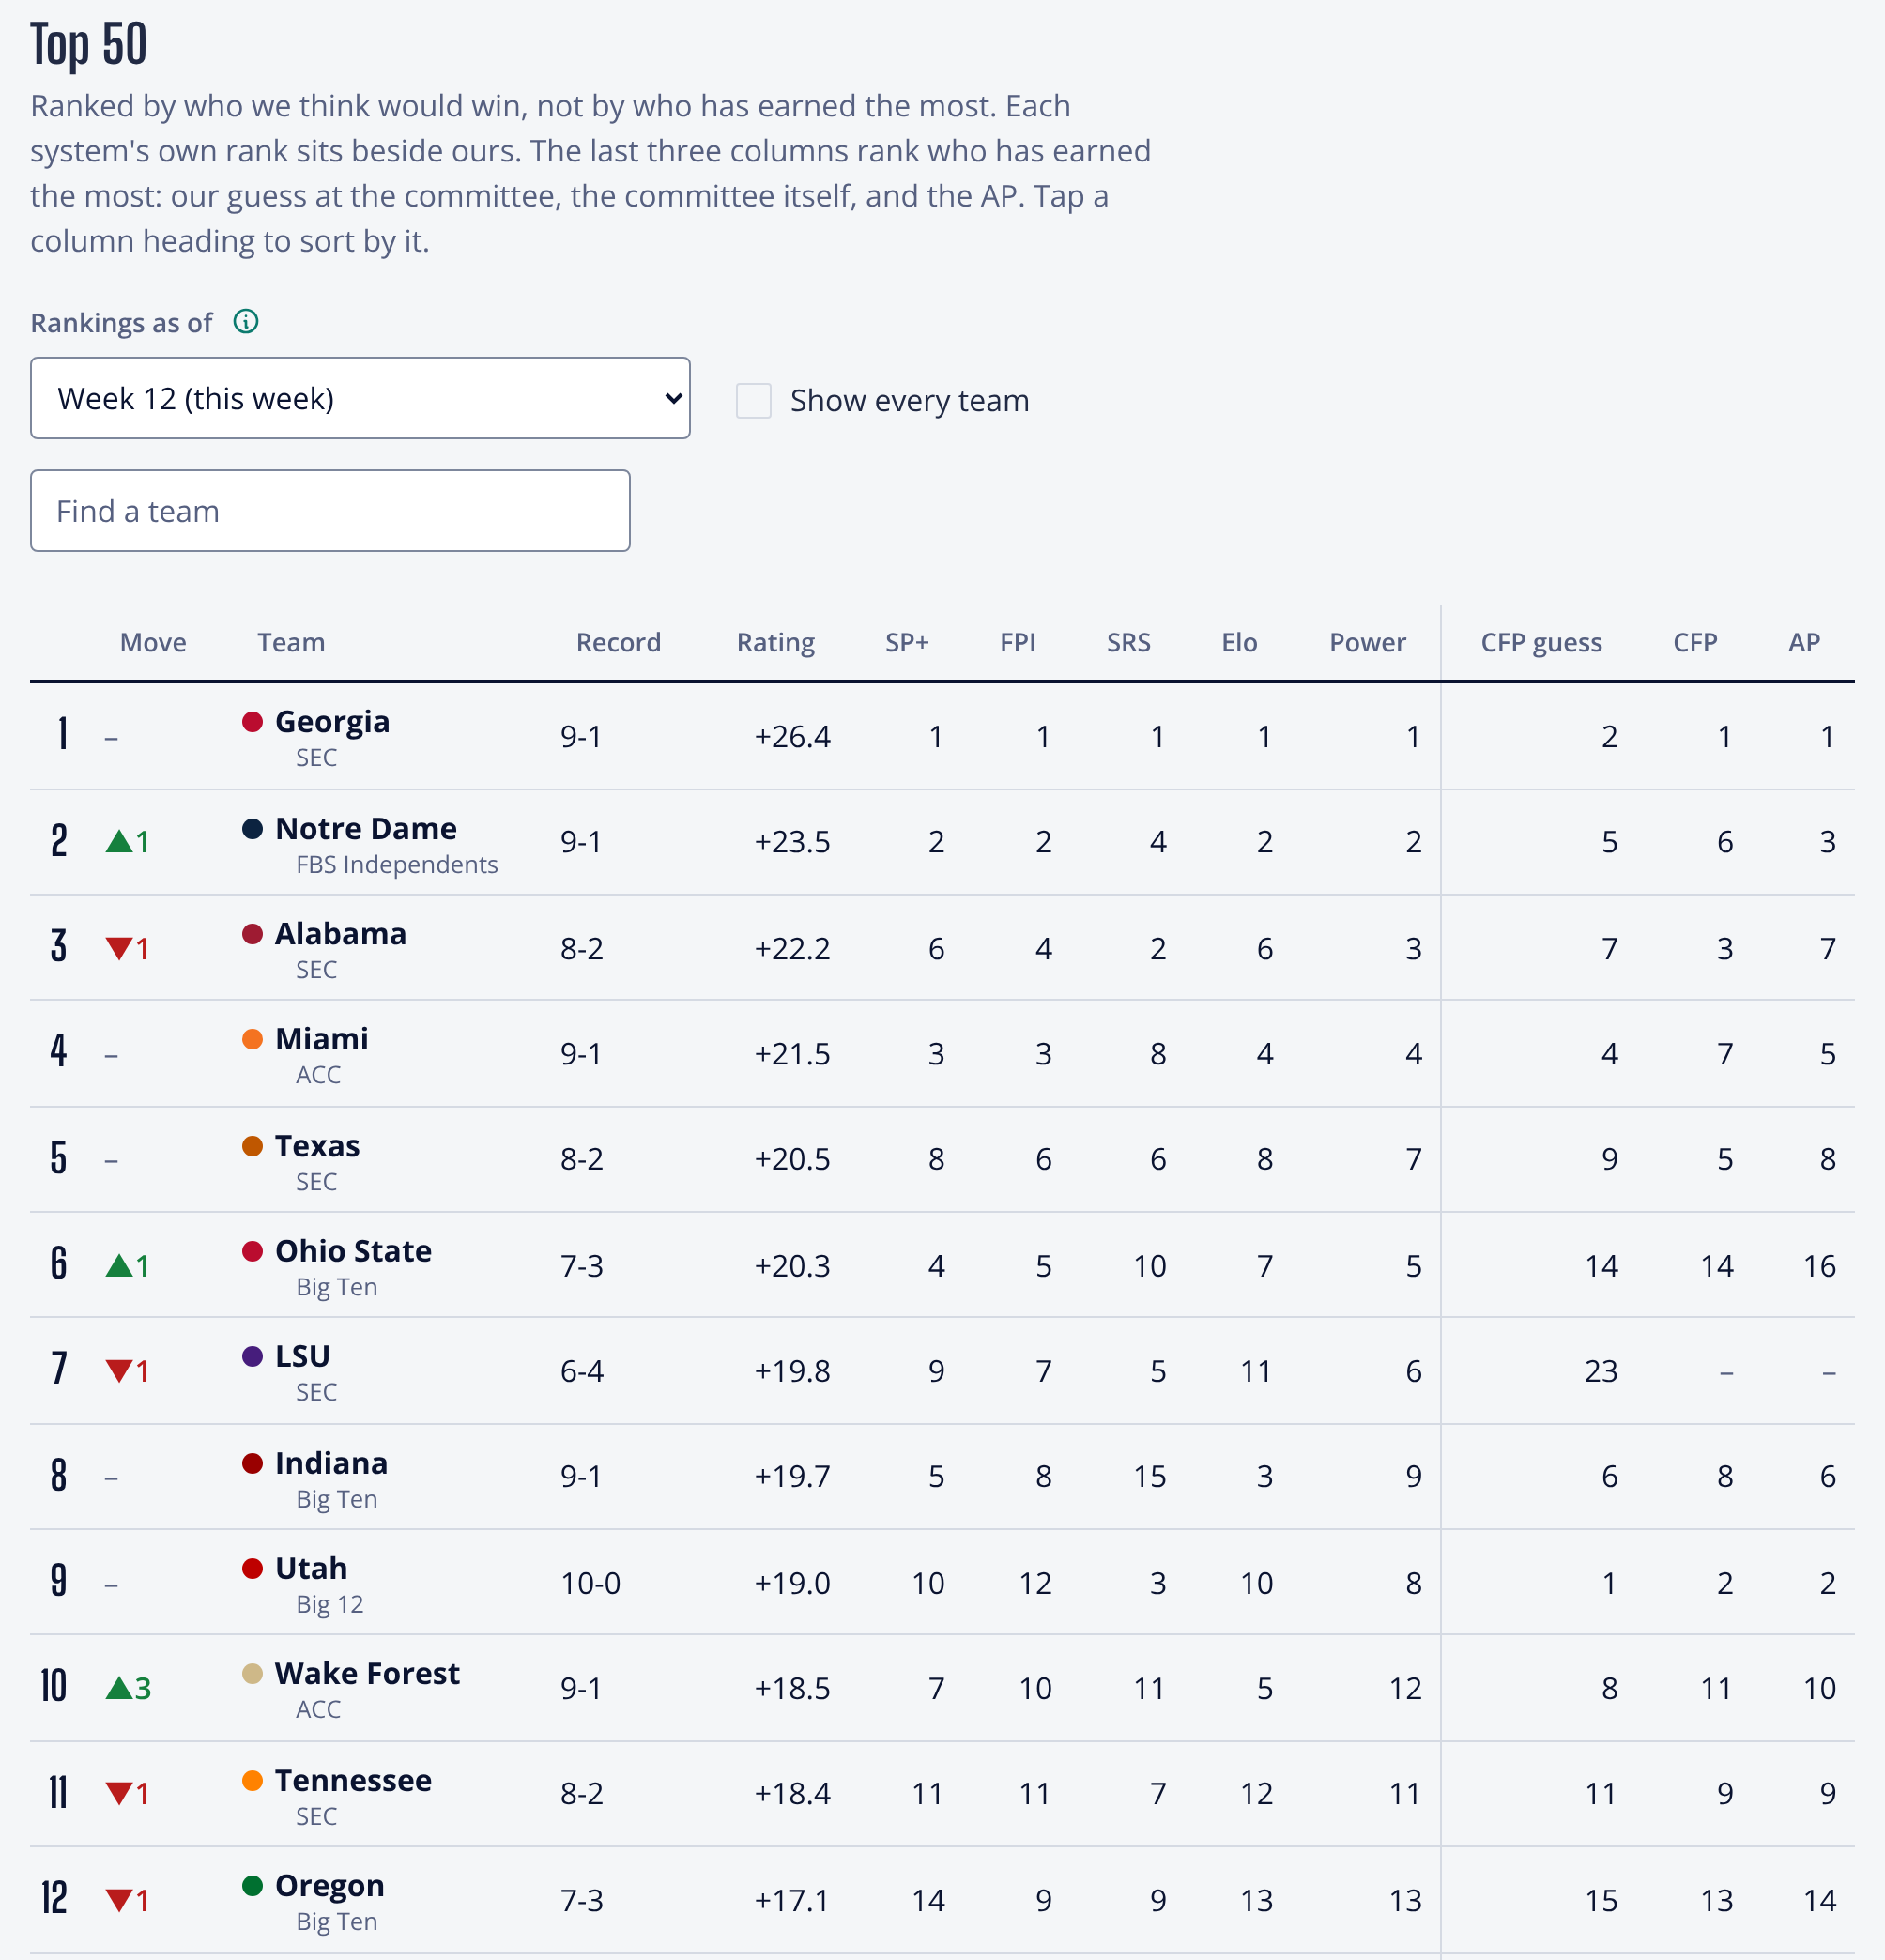 Top 50
Ranked by who we think would win, not by who has earned the most. Each
system's own rank sits beside ours. The last three columns rank who has earned
the most: our guess at the committee, the committee itself, and the AP. Tap a
column heading to sort by it.
Rankings as of
Week 12 (this week)
Show every team
Find a team
Move Team Record Rating SP+ FPI SRS Elo Power CFP guess CFP AP
1 – Georgia 9-1 +26.4 1 1 1 1 1 2 1 1
SEC
2 ▲1 Notre Dame 9-1 +23.5 2 2 4 2 2 5 6 3
FBS Independents
3 ▼1 Alabama 8-2 +22.2 6 4 2 6 3 7 3 7
SEC
4 – Miami 9-1 +21.5 3 3 8 4 4 4 7 5
ACC
5 – Texas 8-2 +20.5 8 6 6 8 7 9 5 8
SEC
6 ▲1 Ohio State 7-3 +20.3 4 5 10 7 5 14 14 16
Big Ten
7 ▼1 LSU 6-4 +19.8 9 7 5 11 6 23 – –
SEC
8 – Indiana 9-1 +19.7 5 8 15 3 9 6 8 6
Big Ten
9 – Utah 10-0 +19.0 10 12 3 10 8 1 2 2
Big 12
10 ▲3 Wake Forest 9-1 +18.5 7 10 11 5 12 8 11 10
ACC
11 ▼1 Tennessee 8-2 +18.4 11 11 7 12 11 11 9 9
SEC
12 ▼1 Oregon 7-3 +17.1 14 9 9 13 13 15 13 14
Big Ten